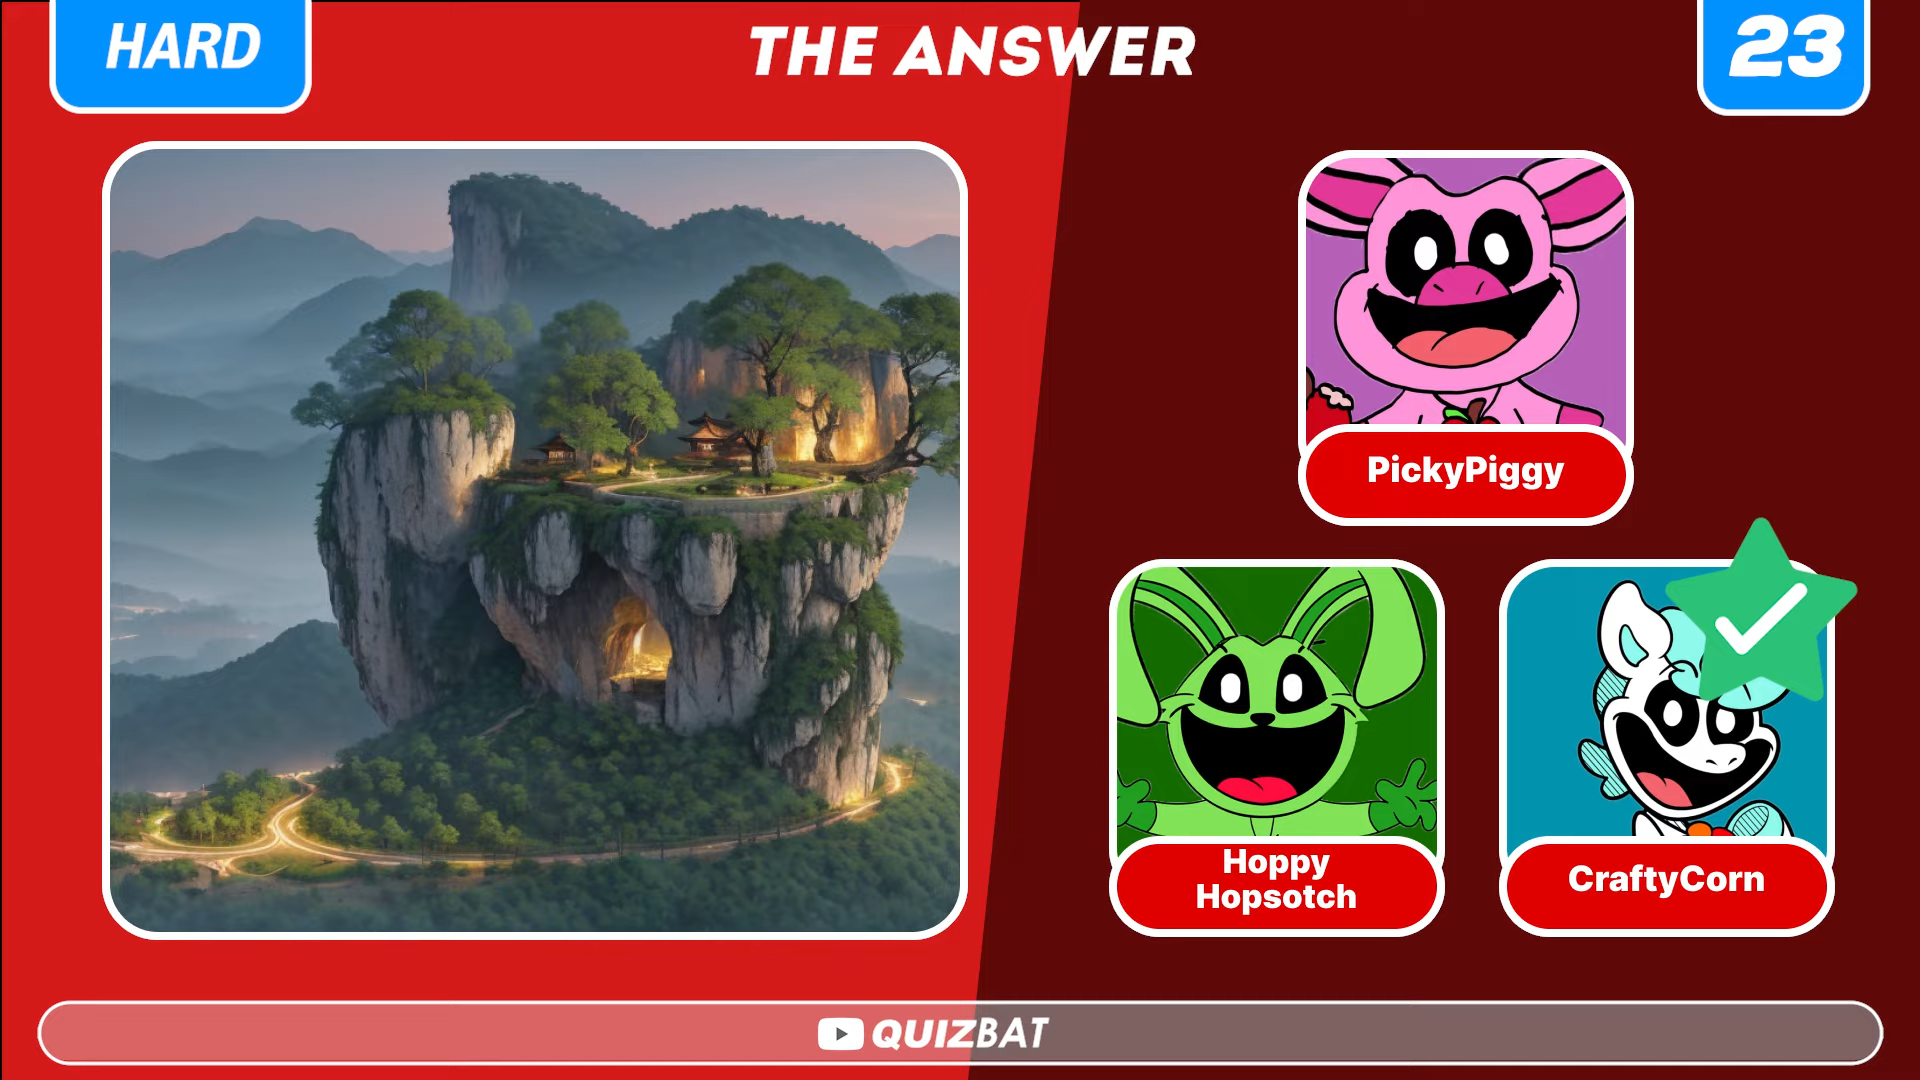 HARD
THE ANSWER
23
PickyPiggy
Hoppy
Hopsotch
CraftyCorn
QUIZBAT